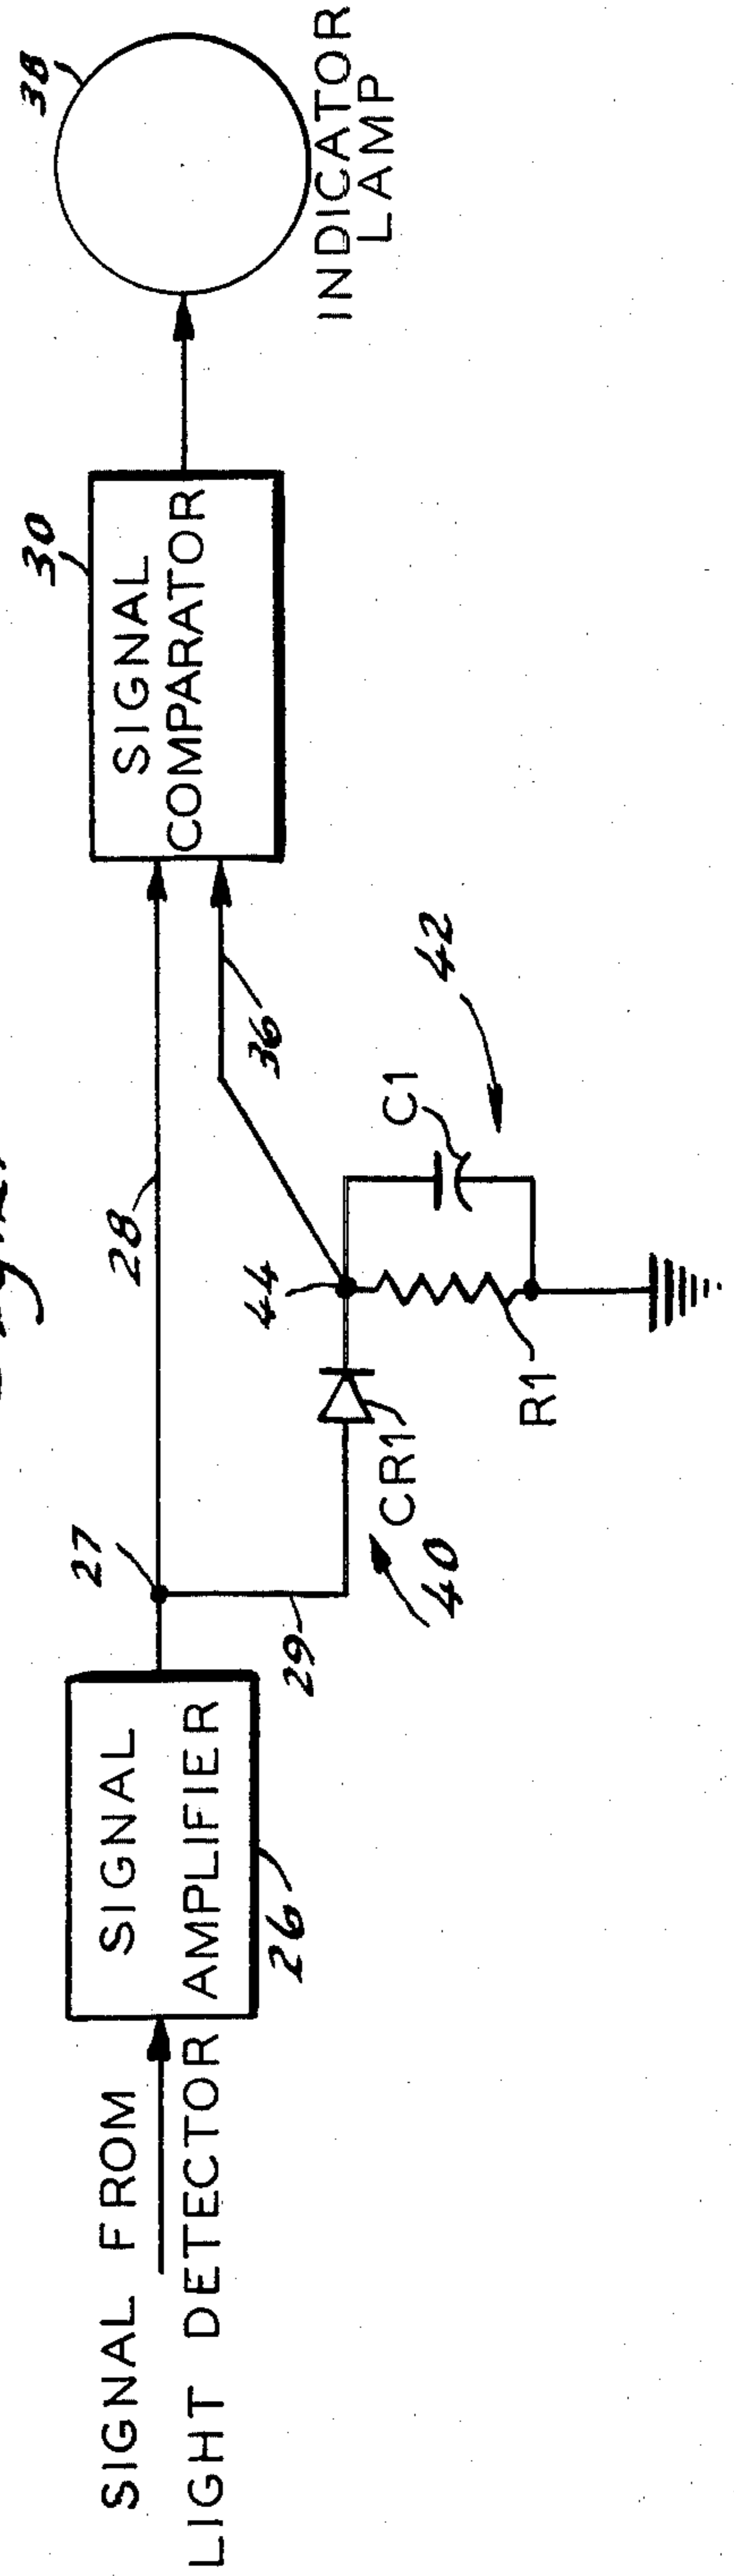 SIGNAL FROM
LIGHT DETECTOR
SIGNAL
AMPLIFIER
26
27
28
29
40
CR1
44
R1
C1
42
36
30
SIGNAL
COMPARATOR
38
INDICATOR
LAMP